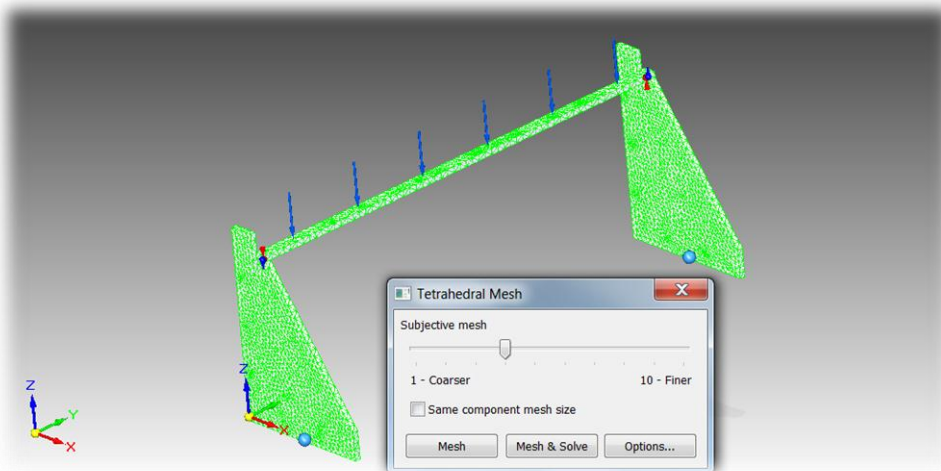 Tetrahedral Mesh
Subjective mesh
1 - Coarser 10 - Finer
Same component mesh size
Mesh Mesh & Solve Options...
Z
Y
X
Z
X